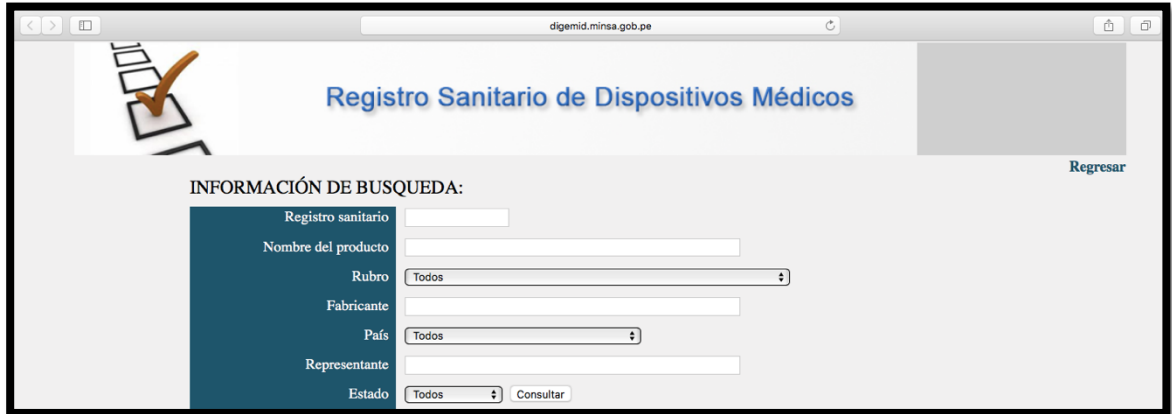 digemid.minsa.gob.pe
Registro Sanitario de Dispositivos Médicos
Regresar
INFORMACIÓN DE BUSQUEDA:
Registro sanitario
Nombre del producto
Rubro Todos
Fabricante
País Todos
Representante
Estado Todos Consultar